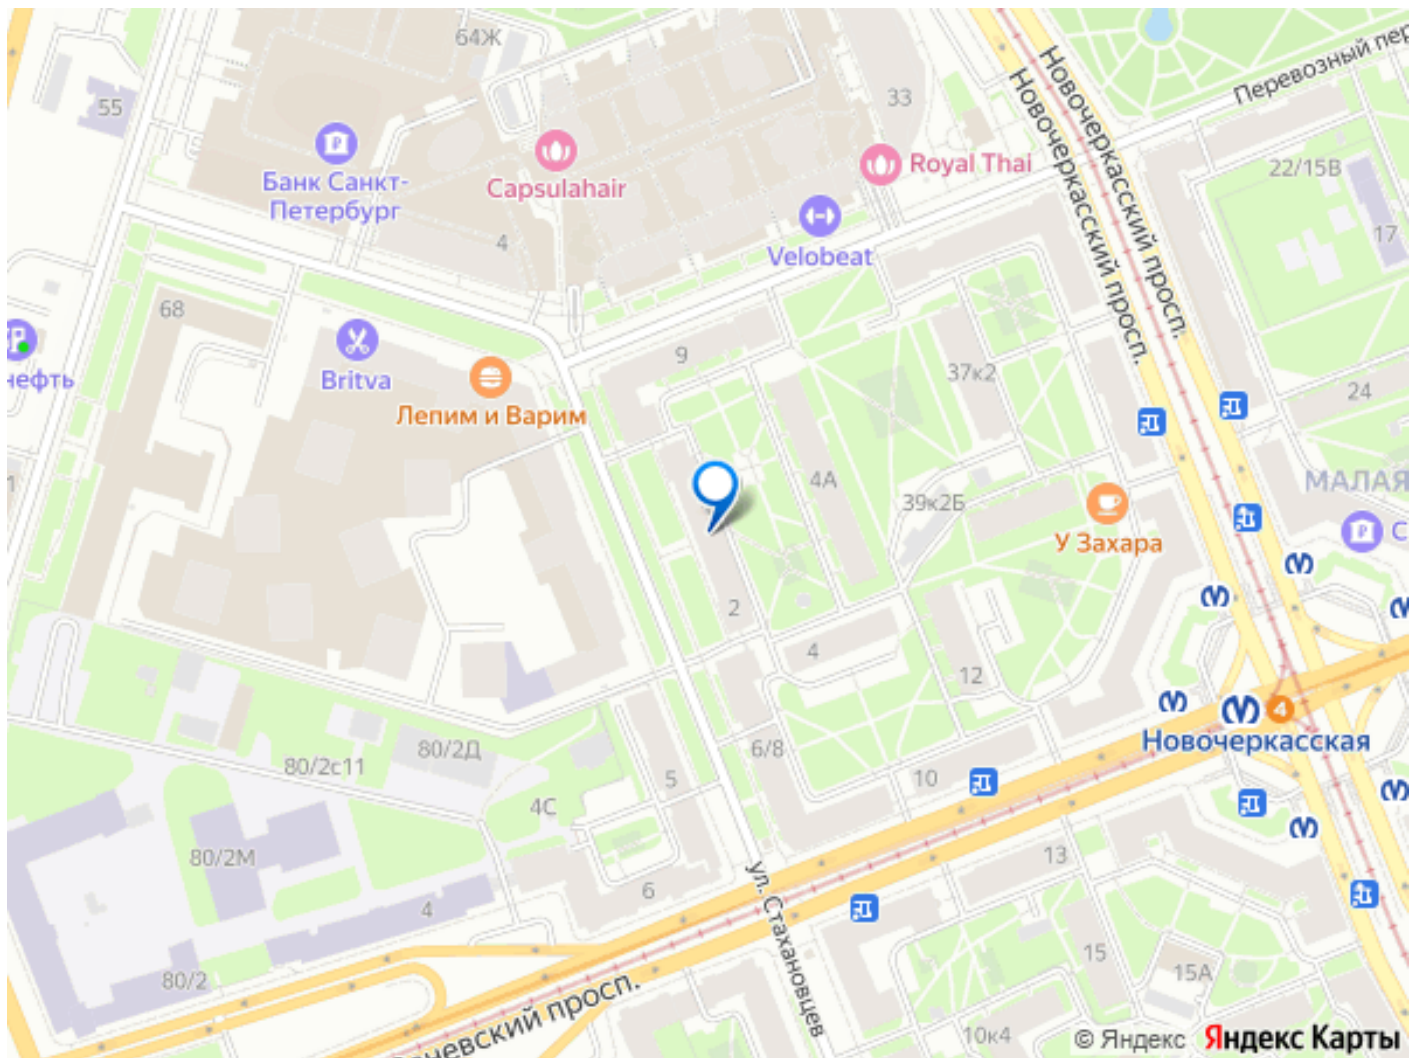 64Ж
55
33
Новочеркасский просп.
Новочеркасский просп.
Перевозный пер
22/15В
17
Банк Санкт-
Петербург
Capsulahair
Royal Thai
4
Velobeat
68
нефть
Britva
Лепим и Варим
9
37к2
24
1
4А
39к2Б
МАЛАЯ
У Захара
С
2
4
12
6/8
Новочеркасская
4
80/2с11
80/2Д
5
10
4С
80/2М
6
13
4
ул. Стахановцев
80/2
15
15А
невский просп.
10к4
© Яндекс Яндекс Карты